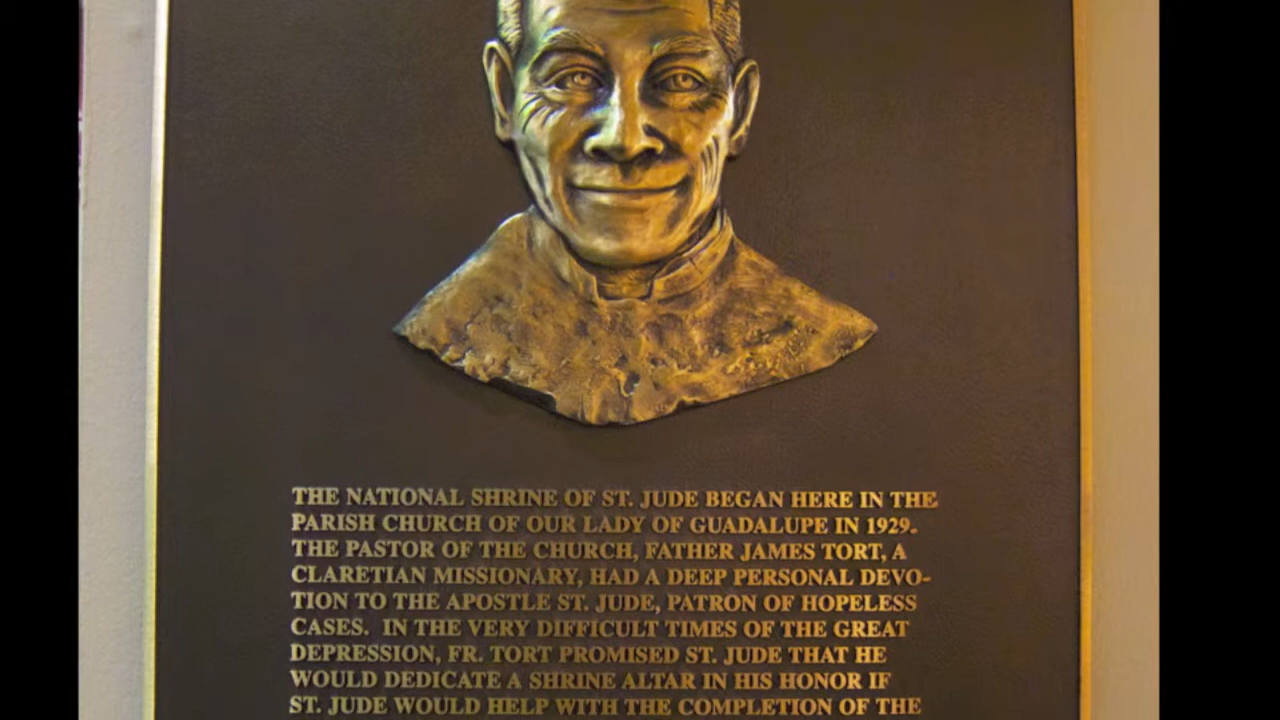 THE NATIONAL SHRINE OF ST. JUDE BEGAN HERE IN THE
PARISH CHURCH OF OUR LADY OF GUADALUPE IN 1929.
THE PASTOR OF THE CHURCH, FATHER JAMES TORT, A
CLARETIAN MISSIONARY, HAD A DEEP PERSONAL DEVO-
TION TO THE APOSTLE ST. JUDE, PATRON OF HOPELESS
CASES. IN THE VERY DIFFICULT TIMES OF THE GREAT
DEPRESSION, FR. TORT PROMISED ST. JUDE THAT HE
WOULD DEDICATE A SHRINE ALTAR IN HIS HONOR IF
ST. JUDE WOULD HELP WITH THE COMPLETION OF THE